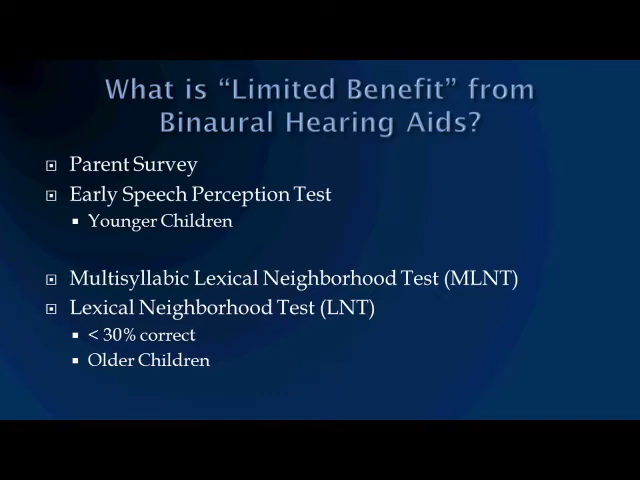 What is “Limited Benefit” from
Binaural Hearing Aids?
Parent Survey
Early Speech Perception Test
Younger Children
Multisyllabic Lexical Neighborhood Test (MLNT)
Lexical Neighborhood Test (LNT)
< 30% correct
Older Children